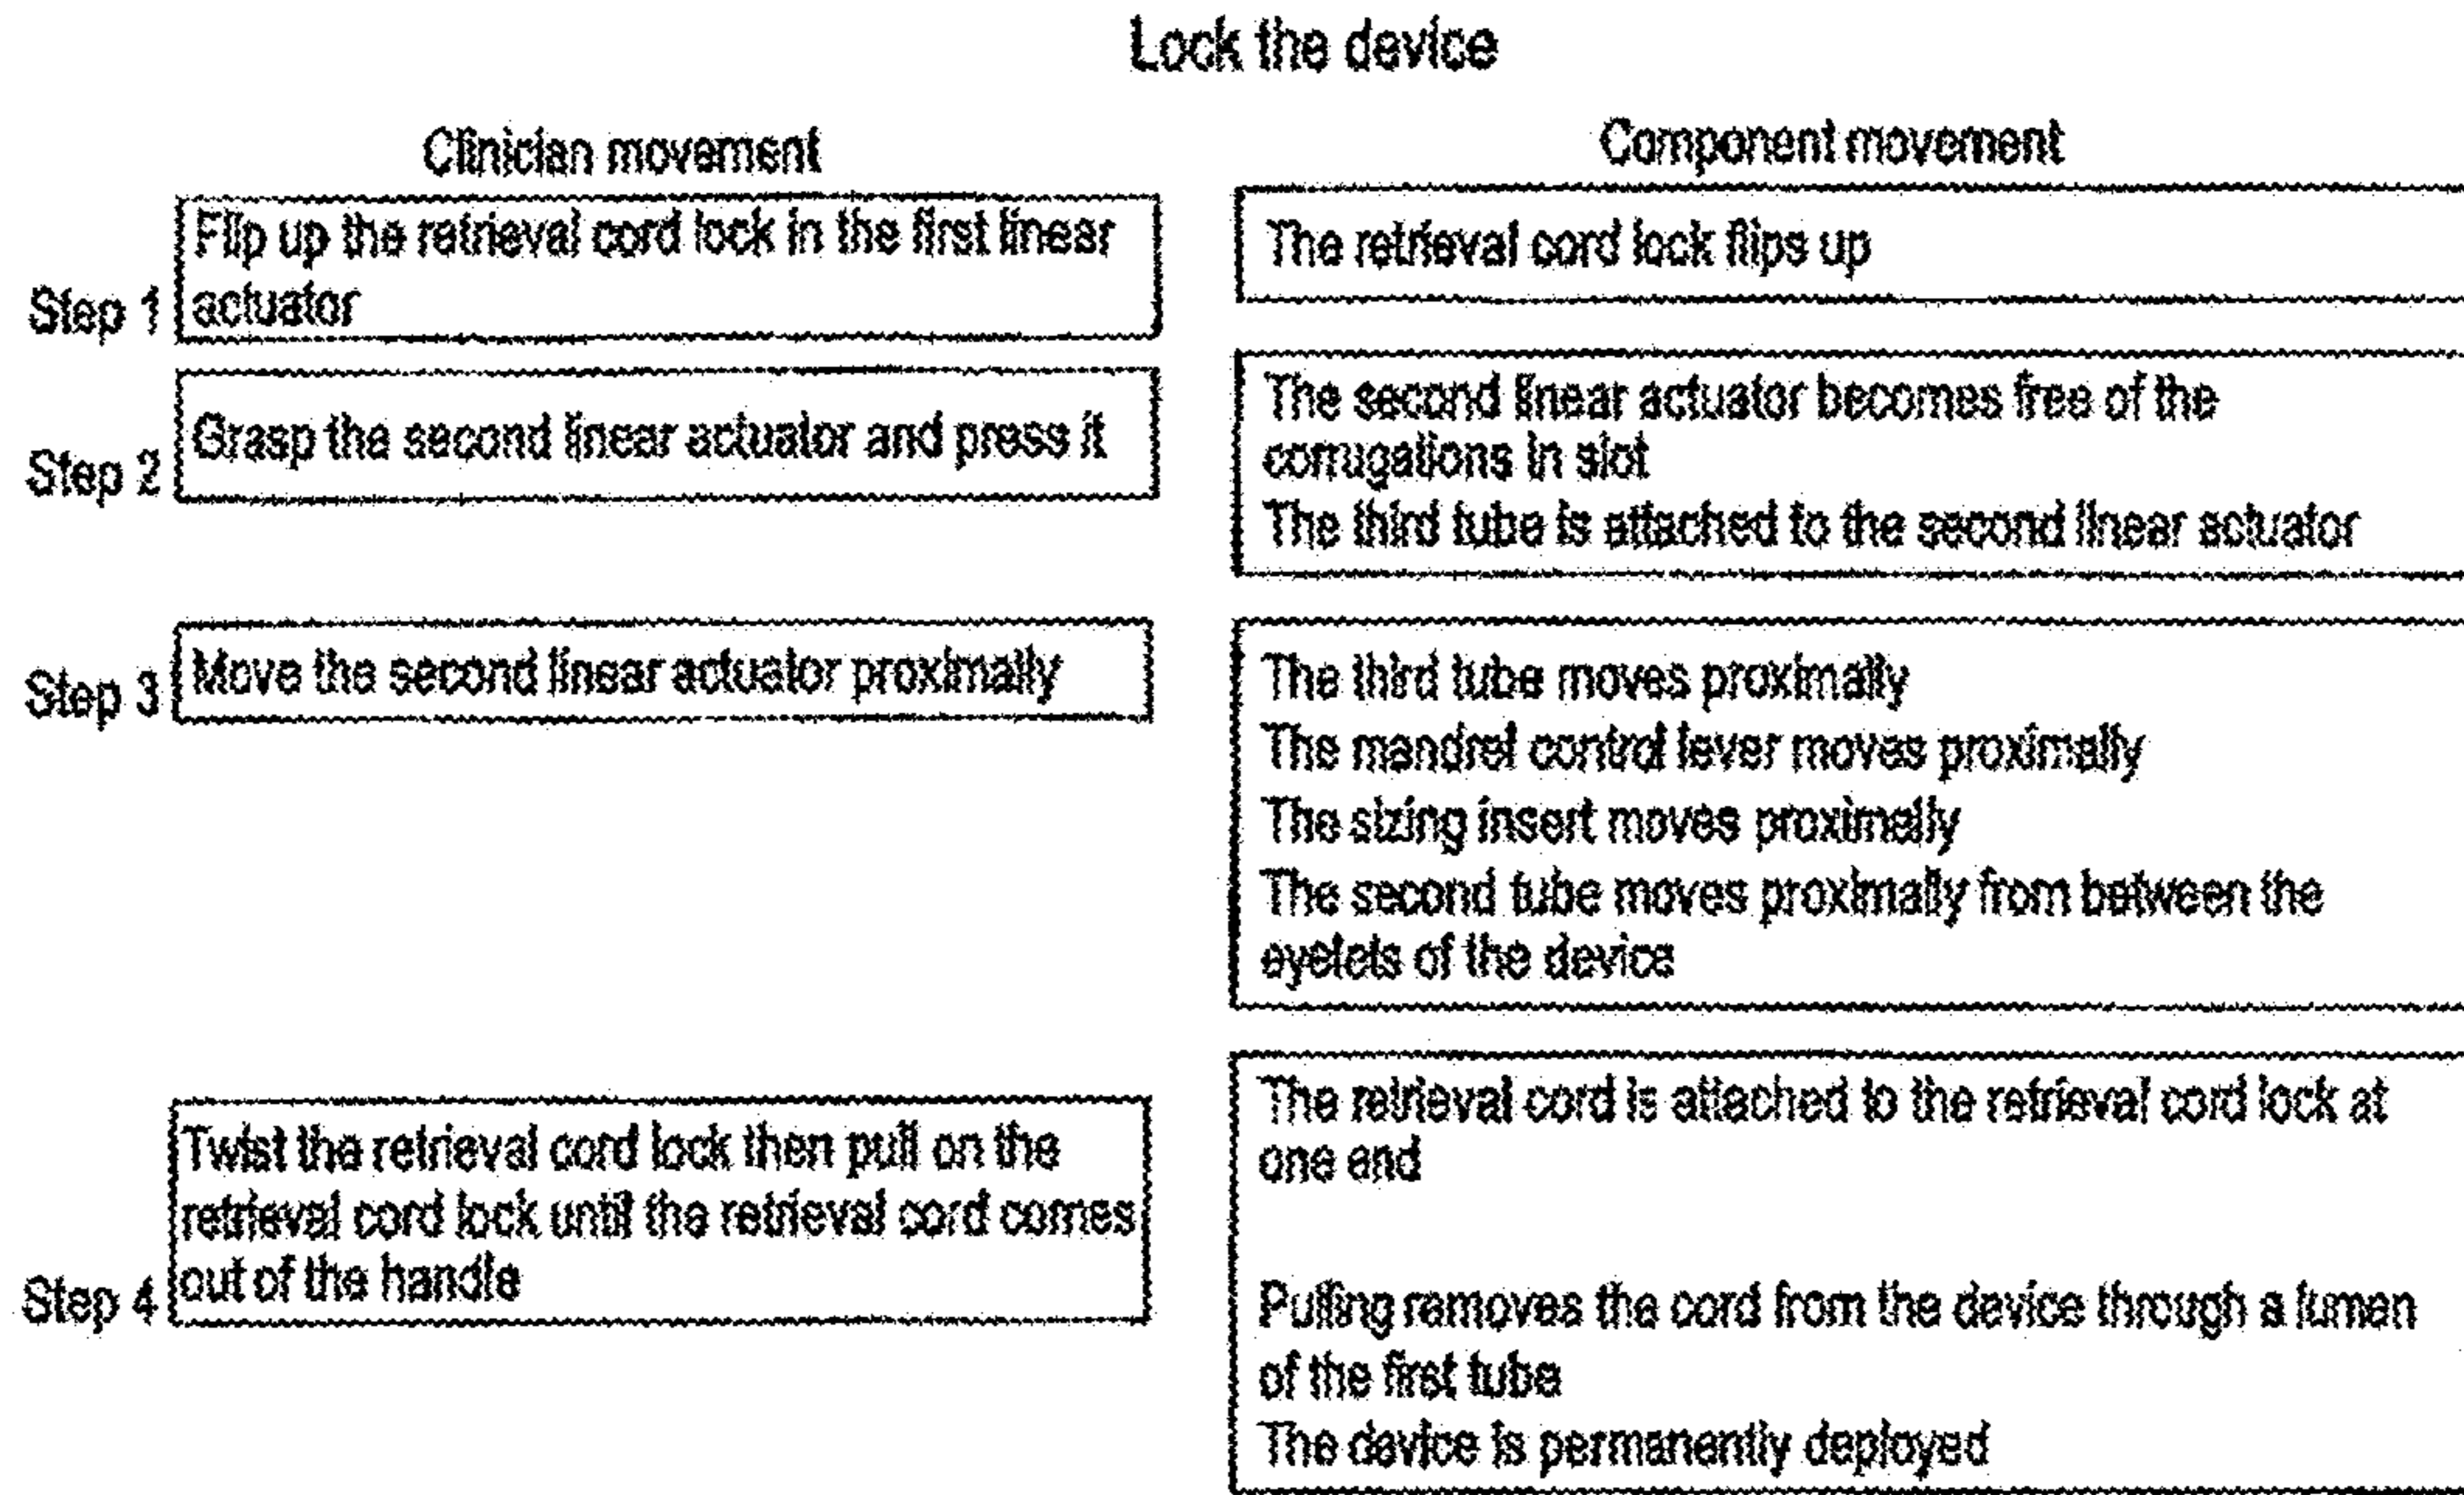 Lock the device
Clinician movement
Component movement
Step 1
Flip up the retrieval cord lock in the first linear
actuator
The retrieval cord lock flips up
Step 2
Grasp the second linear actuator and press it
The second linear actuator becomes free of the
corrugations in slot
The third tube is attached to the second linear actuator
Step 3
Move the second linear actuator proximally
The third tube moves proximally
The mandrel control lever moves proximally
The sizing insert moves proximally
The second tube moves proximally from between the
eyelets of the device
Step 4
Twist the retrieval cord lock then pull on the
retrieval cord lock until the retrieval cord comes
out of the handle
The retrieval cord is attached to the retrieval cord lock at
one end
Pulling removes the cord from the device through a lumen
of the first tube
The device is permanently deployed